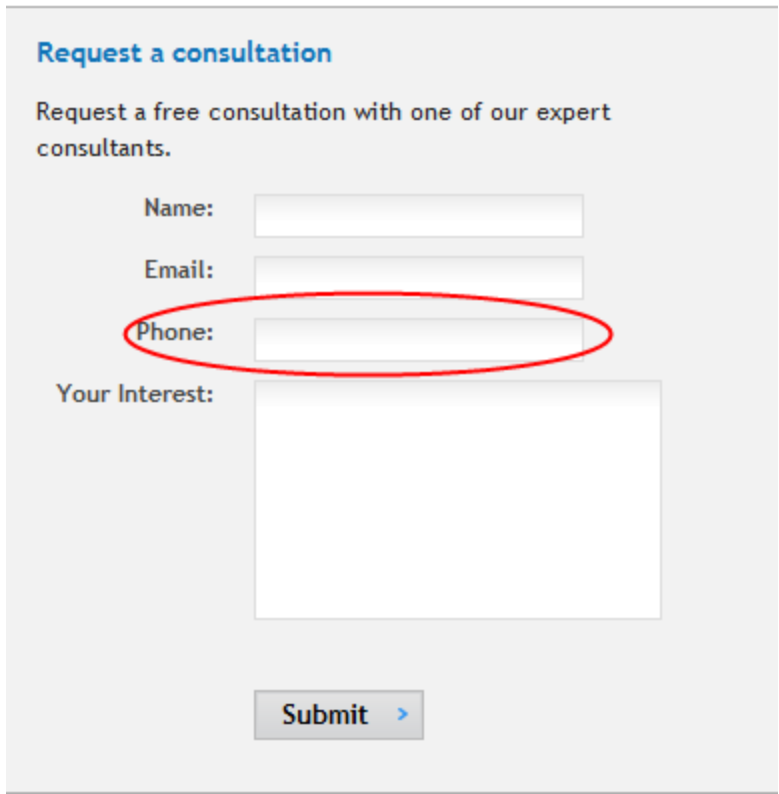 Request a consultation
Request a free consultation with one of our expert
consultants.
Name:
Email:
Phone:
Your Interest:
Submit >